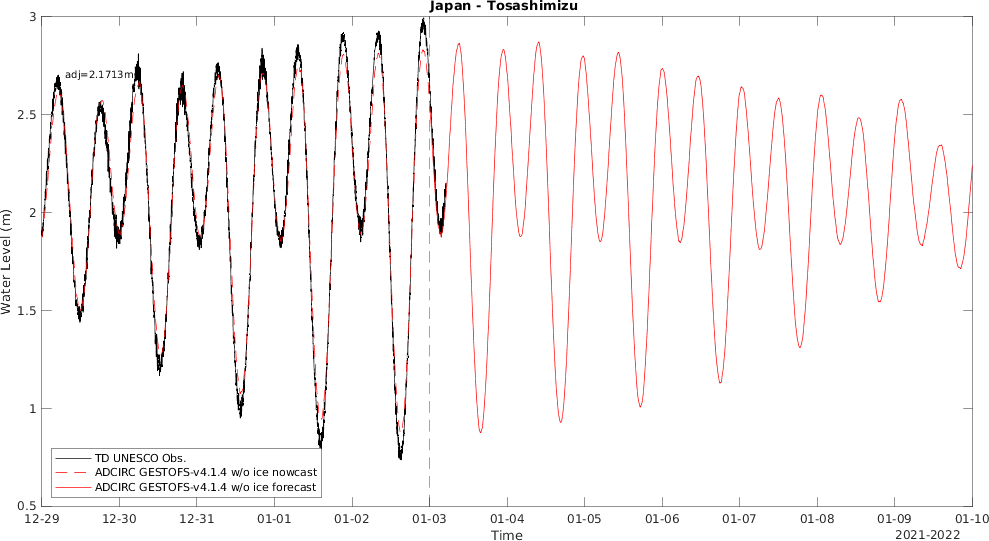 Japan - Tosashimizu
adj=2.1713m
Water Level (m)
3
2.5
2
1.5
1
0.5
TD UNESCO Obs.
ADCIRC GESTOFS-v4.1.4 w/o ice nowcast
ADCIRC GESTOFS-v4.1.4 w/o ice forecast
12-29 12-30 12-31 01-01 01-02 01-03 01-04 01-05 01-06 01-07 01-08 01-09 01-10
Time
2021-2022